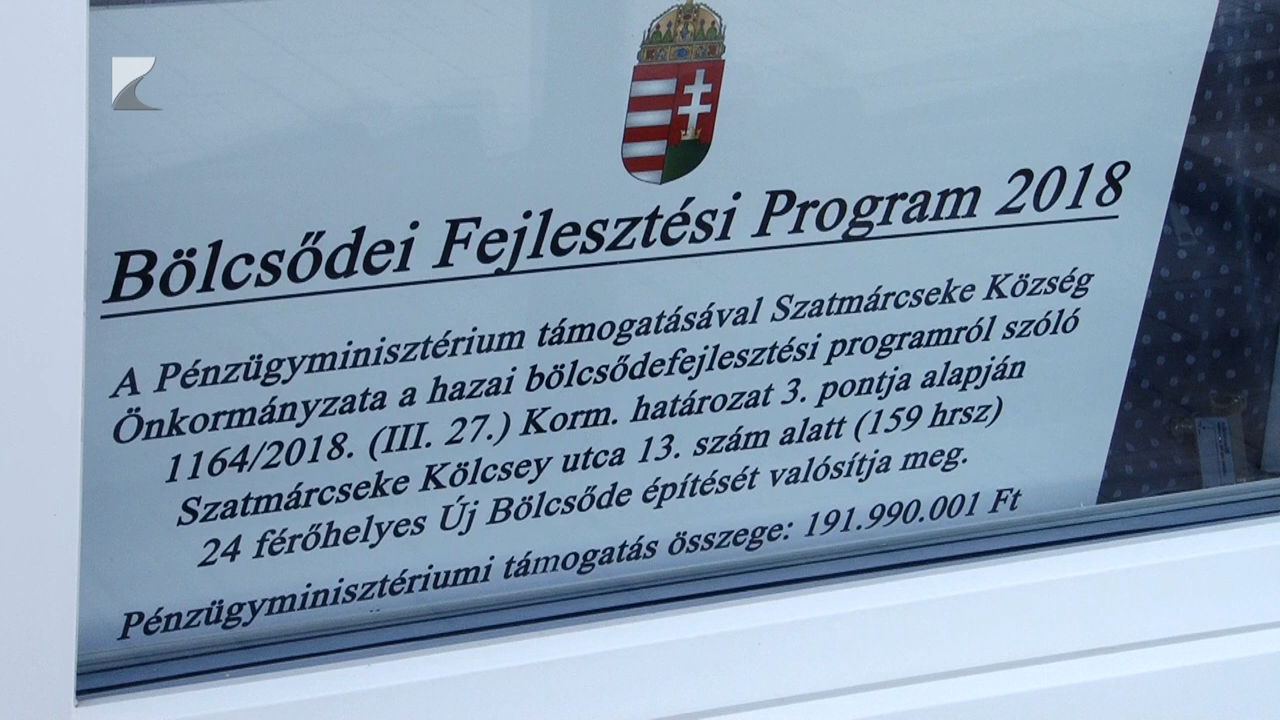 Bölcsődei Fejlesztési Program 2018
A Pénzügyminisztérium támogatásával Szatmárcseke Község
Önkormányzata a hazai bölcsődefejlesztési programról szóló
1164/2018. (III. 27.) Korm. határozat 3. pontja alapján
Szatmárcseke Kölcsey utca 13. szám alatt (159 hrsz)
24 férőhelyes Új Bölcsőde építését valósítja meg.
Pénzügyminisztériumi támogatás összege: 191.990.001 Ft